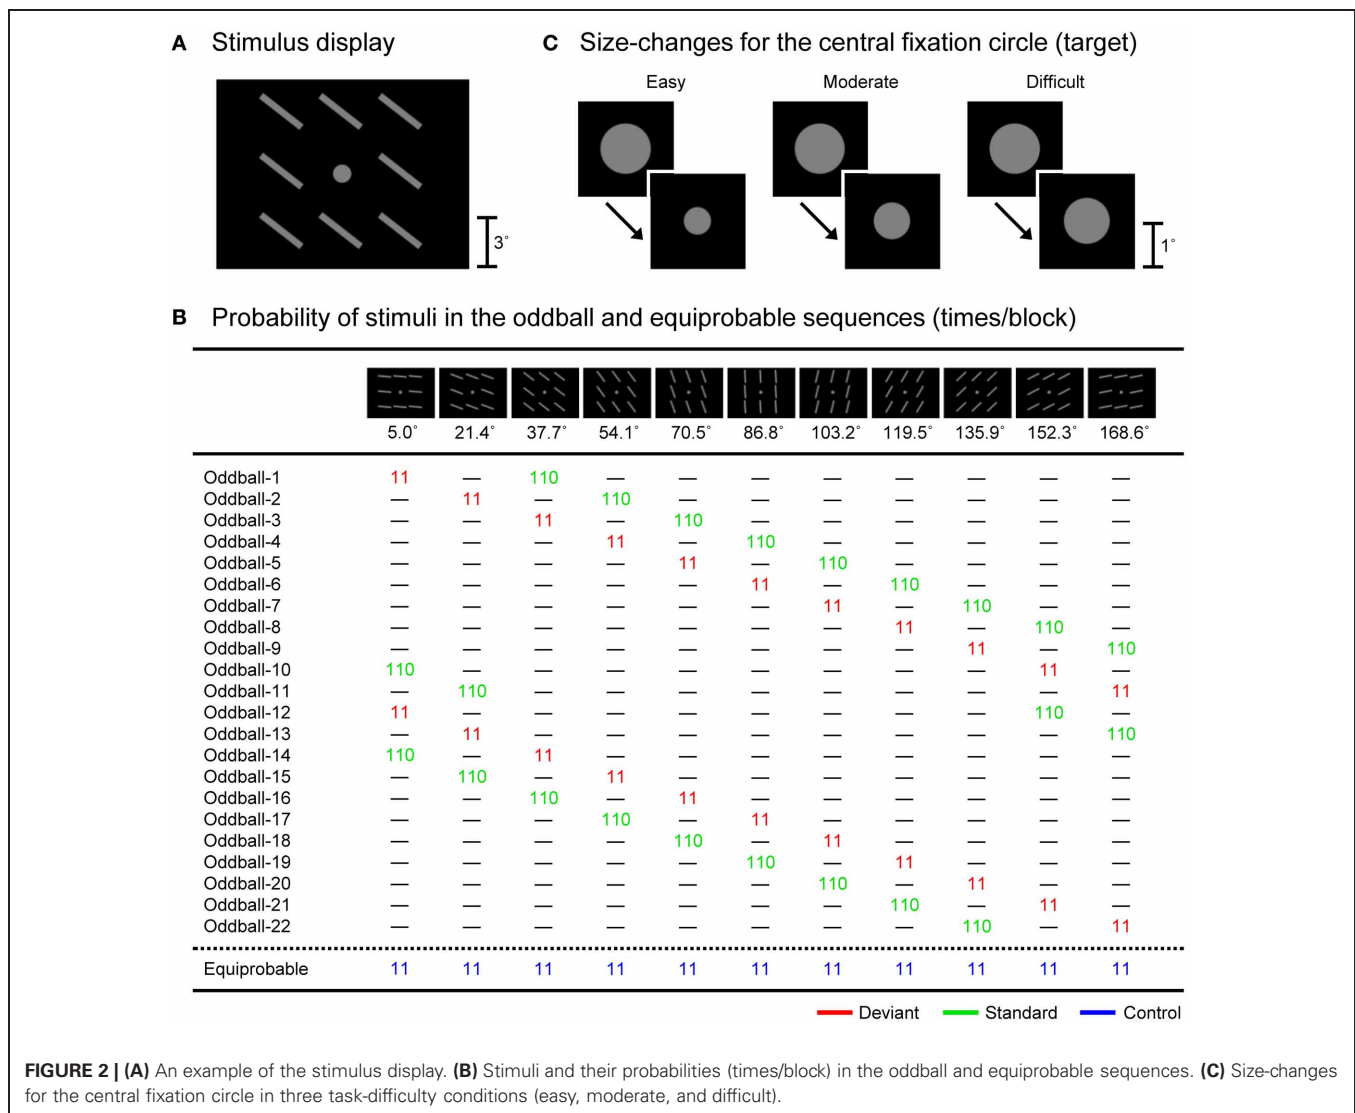 A Stimulus display
C Size-changes for the central fixation circle (target)
Easy Moderate Difficult
3°
1°
B Probability of stimuli in the oddball and equiprobable sequences (times/block)
5.0° 21.4° 37.7° 54.1° 70.5° 86.8° 103.2° 119.5° 135.9° 152.3° 168.6°
Oddball-1 11 — 110 — — — — — — — —
Oddball-2 — 11 — 110 — — — — — — —
Oddball-3 — — 11 — 110 — — — — — —
Oddball-4 — — — 11 — 110 — — — — —
Oddball-5 — — — — 11 — 110 — — — —
Oddball-6 — — — — — 11 — 110 — — —
Oddball-7 — — — — — — 11 — 110 — —
Oddball-8 — — — — — — — 11 — 110 —
Oddball-9 — — — — — — — — 11 — 110
Oddball-10 110 — — — — — — — — 11 —
Oddball-11 — 110 — — — — — — — — 11
Oddball-12 11 — — — — — — — — 110 —
Oddball-13 — 11 — — — — — — — — 110
Oddball-14 110 — 11 — — — — — — — —
Oddball-15 — 110 — 11 — — — — — — —
Oddball-16 — — 110 — 11 — — — — — —
Oddball-17 — — — 110 — 11 — — — — —
Oddball-18 — — — — 110 — 11 — — — —
Oddball-19 — — — — — 110 — 11 — — —
Oddball-20 — — — — — — 110 — 11 — —
Oddball-21 — — — — — — — 110 — 11 —
Oddball-22 — — — — — — — — 110 — 11
Equiprobable 11 11 11 11 11 11 11 11 11 11 11
Deviant Standard Control
FIGURE 2 | (A) An example of the stimulus display. (B) Stimuli and their probabilities (times/block) in the oddball and equiprobable sequences. (C) Size-changes
for the central fixation circle in three task-difficulty conditions (easy, moderate, and difficult).